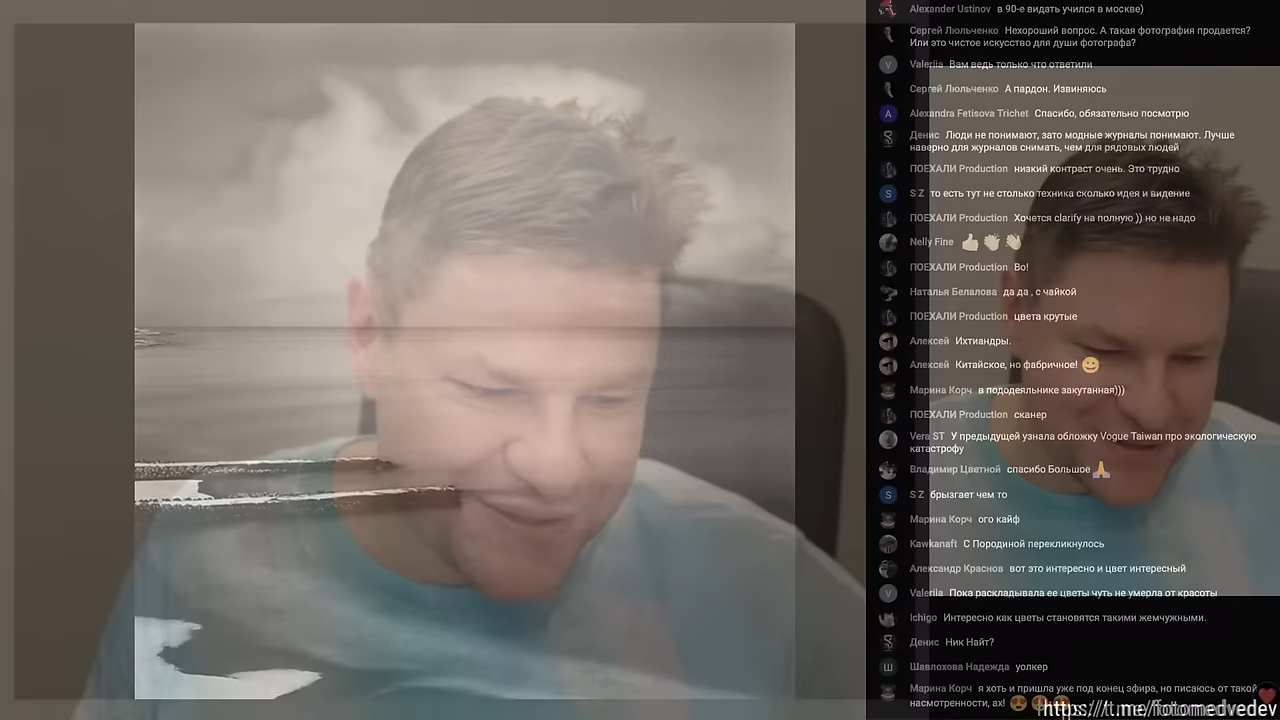 Alexander Ustinov в 90-е видать учился в москве)
Сергей Люльченко Нехороший вопрос. А такая фотография продается?
Или это чистое искусство для души фотографа?
V Valeriia Вам ведь только что ответили
Сергей Люльченко А пардон. Извиняюсь
A Alexandra Fetisova Trichet Спасибо, обязательно посмотрю
Денис Люди не понимают, зато модные журналы понимают. Лучше
наверно для журналов снимать, чем для рядовых людей
ПОЕХАЛИ Production низкий контраст очень. Это трудно
S S Z то есть тут не столько техника сколько идея и видение
ПОЕХАЛИ Production Хочется clarify на полную )) но не надо
Nelly Fine 👍👏👏
ПОЕХАЛИ Production Во!
Наталья Белалова да да , с чайкой
ПОЕХАЛИ Production цвета крутые
Алексей Ихтиандры.
Алексей Китайское, но фабричное! 😀
Марина Корч в пододеяльнике закутанная)))
ПОЕХАЛИ Production сканер
Vera ST У предыдущей узнала обложку Vogue Taiwan про экологическую
катастрофу
Владимир Цветной спасибо Большое 🙏
S S Z брызгает чем то
Марина Корч ого кайф
Kawkanaft С Породиной перекликнулось
Александр Краснов вот это интересно и цвет интересный
V Valeriia Пока раскладывала ее цветы чуть не умерла от красоты
Ichigo Интересно как цветы становятся такими жемчужными.
Денис Ник Найт?
Ш Шавлохова Надежда уолкер
Марина Корч я хоть и пришла уже под конец эфира, но писаюсь от такой
насмотренности, ах!
https://t.me/fotomedvedev